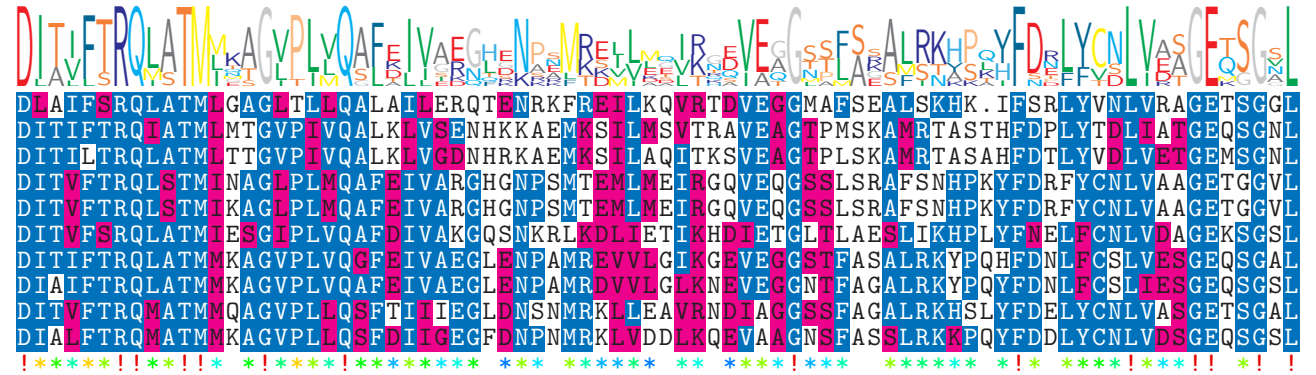 DLAIFSRQLATMLGAGLTLLQALAILERQTENRKFREILKQVRTDVEGGMAFSEALSKHK.IFSRLYVNLVRAGETSGGL
DITIFTRQIATMLMTGVPIVQALKLVSENHKKAEMKSILMSVTRAVEAGTPMSKAMRTASTHFDPLYTDLIATGEQSGNL
DITILTRQLATMLTTGVPIVQALKLVGDNHRKAEMKSILAQITKSVEAGTPLSKAMRTASAHFDTLYVDLVETGEMSGNL
DITVFTRQLSTMINAGLPLMQAFEIVARGHGNPSMTEMLMEIRGQVEQGSSLSRAFSNHPKYFDRFYCNLVAAGETGGVL
DITVFTRQLSTMIKAGLPLMQAFEIVARGHGNPSMTEMLMEIRGQVEQGSSLSRAFSNHPKYFDRFYCNLVAAGETGGVL
DITVFSRQLATMIESGIPLVQAFDIVAKGQSNKRLKDLIETIKHDIETGLTLAESLIKHPLYFNELFCNLVDAGEKSGSL
DITIFTRQLATMMKAGVPLVQGFEIVAEGLENPAMREVVLGIKGEVEGGSTFASALRKYPQHFDNLFCSLVESGEQSGAL
DIAIFTRQLATMMKAGVPLVQAFEIVAEGLENPAMRDVVLGLKNEVEGGNTFAGALRKYPQYFDNLFCSLIESGEQSGSL
DITVFTRQMATMMQAGVPLLQSFTIIIEGLDNSNMRKLLEAVRNDIAGGSSFAGALRKHSLYFDELYCNLVASGETSGAL
DIALFTRQMATMMKAGVPLLQSFDIIGEGFDNPNMRKLVDDLKQEVAAGNSFASSLRKKPQYFDDLYCNLVDSGEQSGSL
!*****!!**!!* *!****!******** *** ****** ** ****!***  ****** *!* ****!***!! *! !